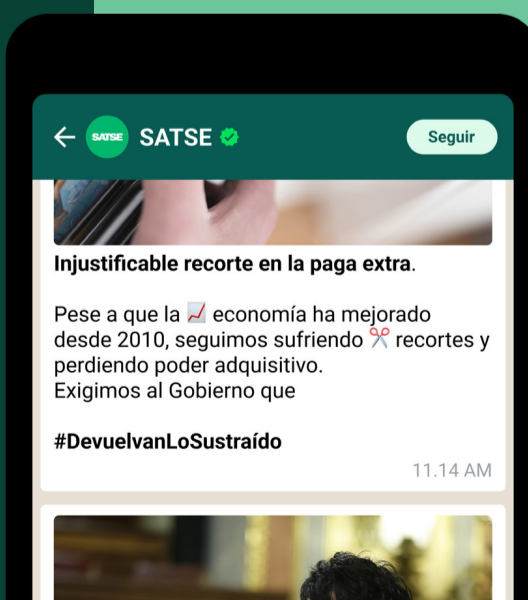 SATSE SATSE Seguir
Injustificable recorte en la paga extra.
Pese a que la 📈 economía ha mejorado
desde 2010, seguimos sufriendo ✂️ recortes y
perdiendo poder adquisitivo.
Exigimos al Gobierno que
#DevuelvanLoSustraído
11.14 AM